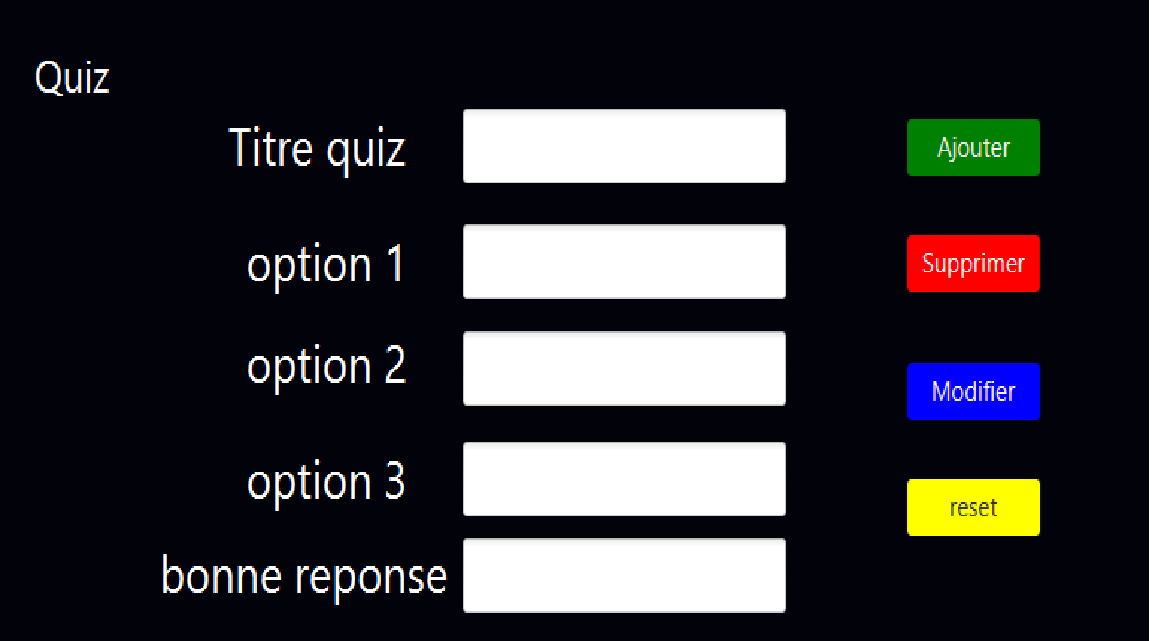 Quiz
Titre quiz
Ajouter
option 1
Supprimer
option 2
Modifier
option 3
reset
bonne reponse